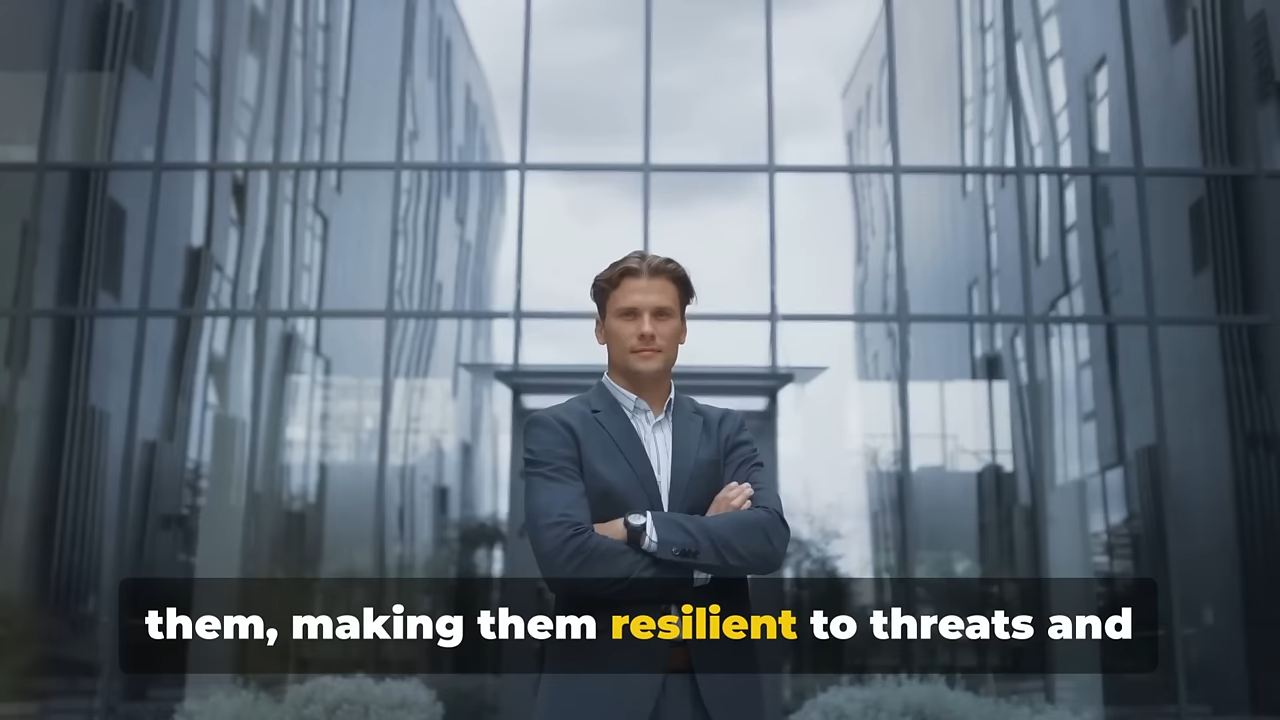 them, making them resilient to threats and